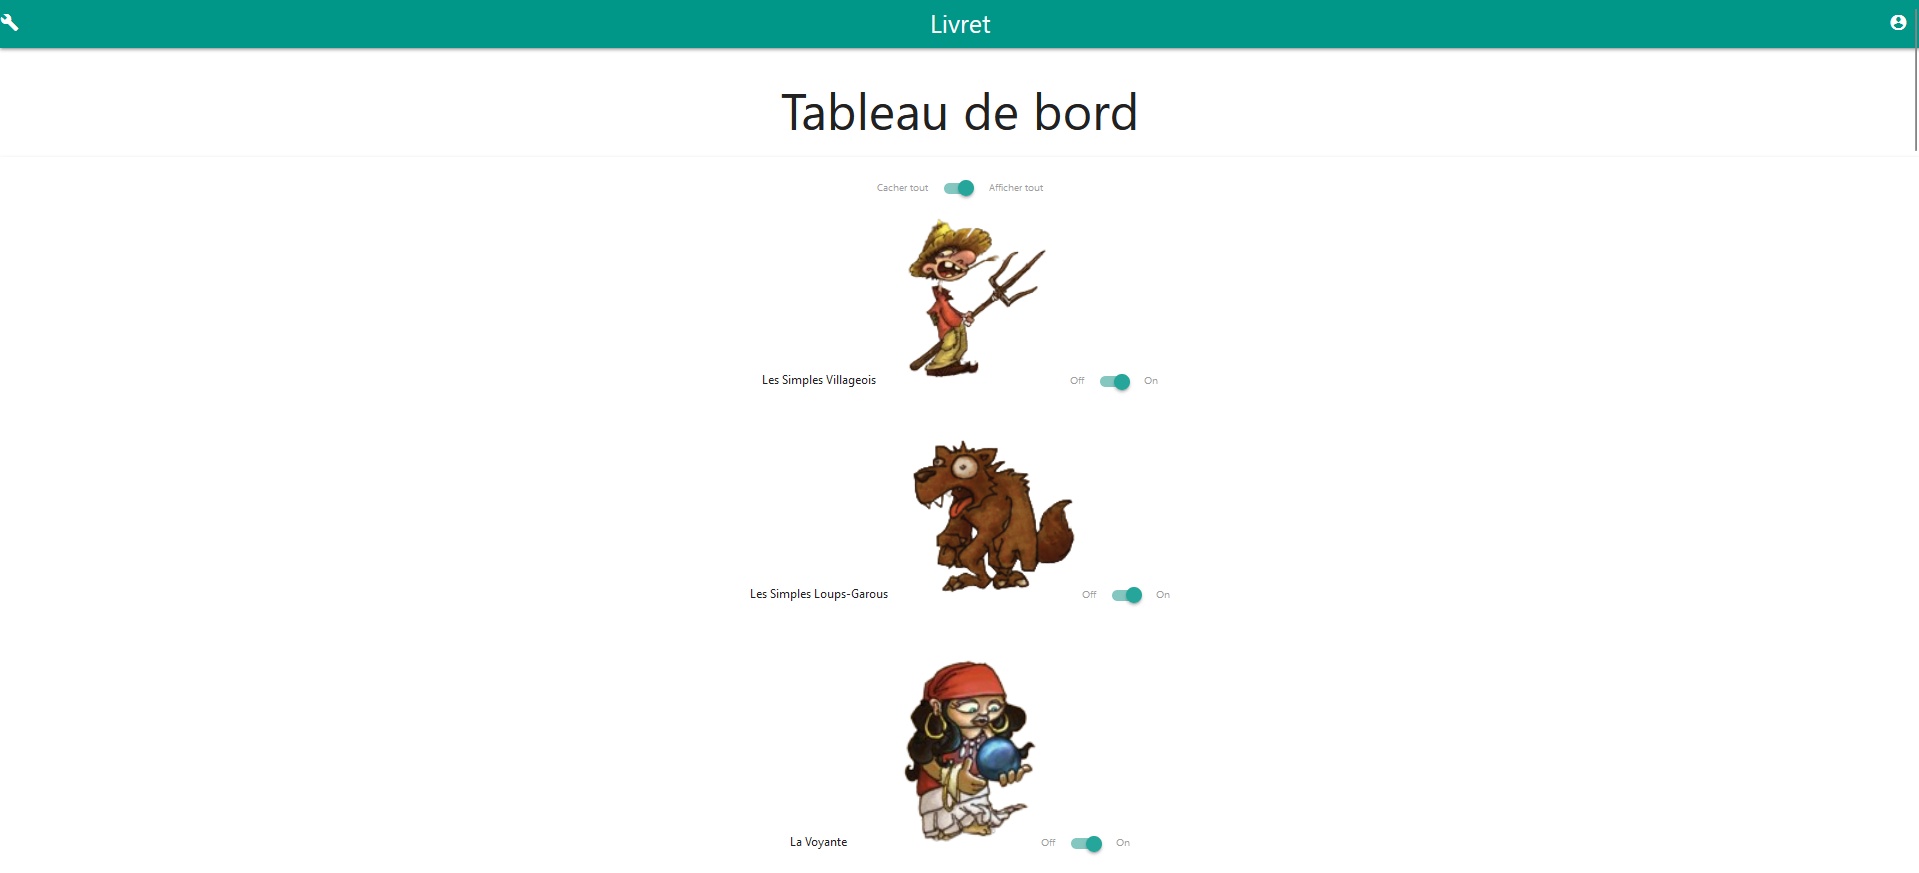 Livret
Tableau de bord
Cacher tout Afficher tout
Les Simples Villageois Off On
Les Simples Loups-Garous Off On
La Voyante Off On